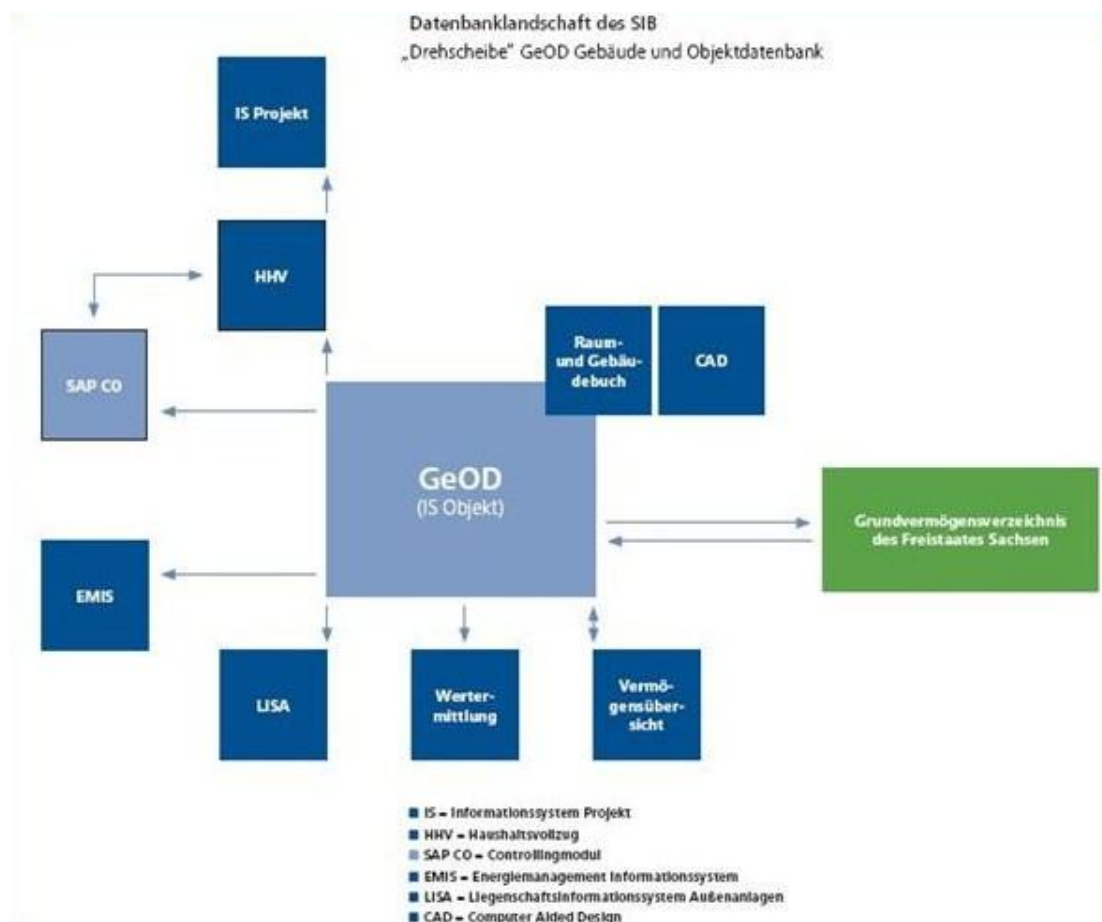 Datenbanklandschaft des SIB
„Drehscheibe" GeOD Gebäude und Objektdatenbank
IS Projekt
HHV
SAP CO
Raum-
und Gebäu-
debuch
CAD
GeOD
(IS Objekt)
Grundvermögensverzeichnis
des Freistaates Sachsen
EMIS
LISA
Werter-
mittlung
Vermö-
gensüber-
sicht
IS = Informationssystem Projekt
HHV = Haushaltsvollzug
SAP CO = Controllingmodul
EMIS = Energiemanagement Informationssystem
LISA = Liegenschaftsinformationssystem Außenanlagen
CAD = Computer Aided Design